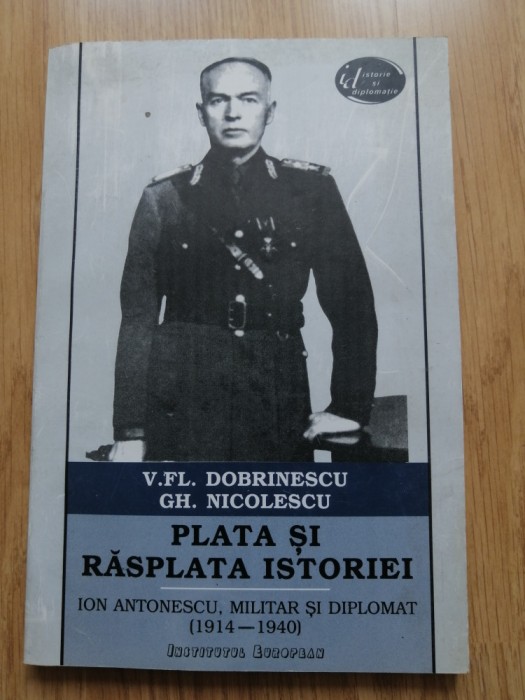 istorie
și
diplomatie
V.FL. DOBRINESCU
GH. NICOLESCU
PLATA ȘI
RĂSPLATA ISTORIEI
ION ANTONESCU, MILITAR ȘI DIPLOMAT
(1914—1940)
INSTITUTUL EUROPEAN